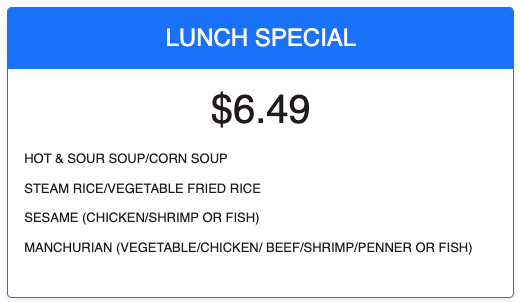 LUNCH SPECIAL
$6.49
HOT & SOUR SOUP/CORN SOUP
STEAM RICE/VEGETABLE FRIED RICE
SESAME (CHICKEN/SHRIMP OR FISH)
MANCHURIAN (VEGETABLE/CHICKEN/ BEEF/SHRIMP/PENNER OR FISH)